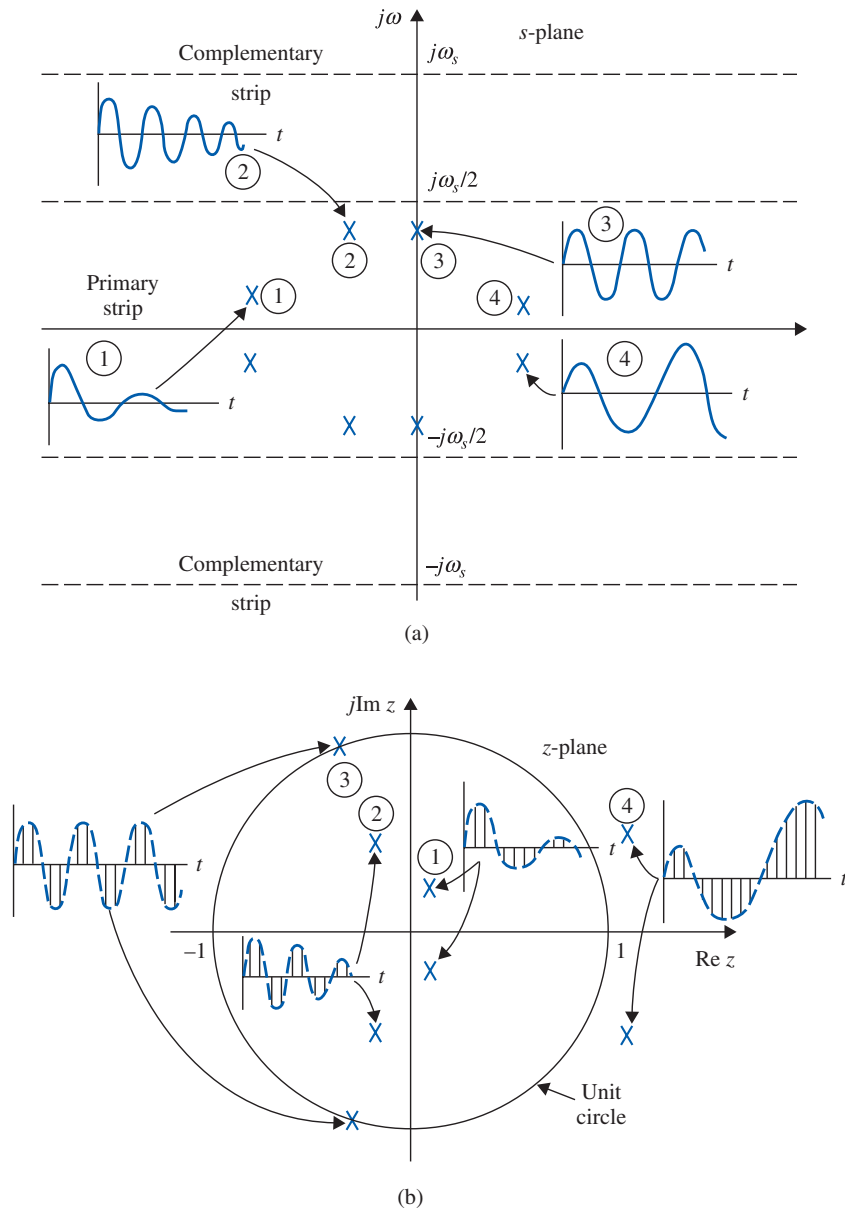 jω
s-plane
Complementary
strip
jωₛ
t
②
jωₛ/2
③
t
②
③
Primary
strip
①
④
①
t
④
t
–jωₛ/2
Complementary
strip
–jωₛ
(a)
jIm z
z-plane
③
②
④
①
t
t
t
–1
1
Re z
t
Unit
circle
(b)